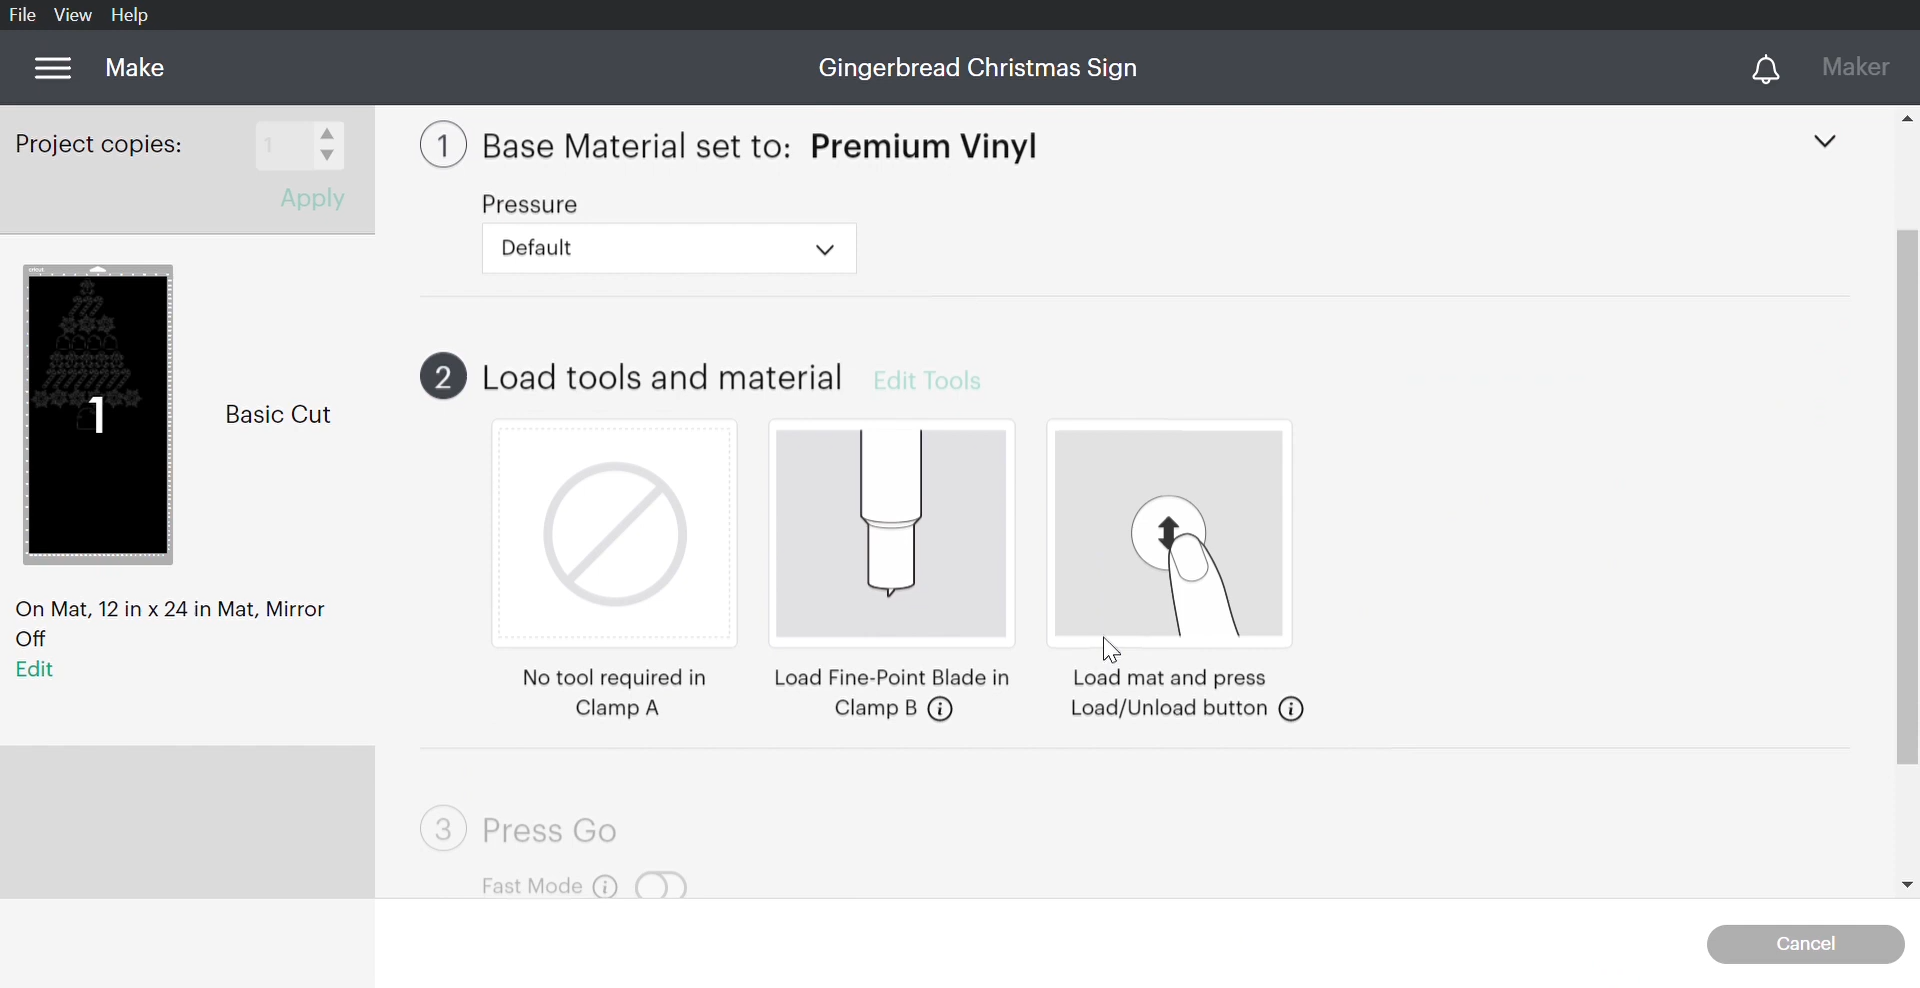 File View Help
Make
Gingerbread Christmas Sign
Maker
Project copies:
1
Apply
cricut
1
Basic Cut
On Mat, 12 in x 24 in Mat, Mirror
Off
Edit
1 Base Material set to: Premium Vinyl
Pressure
Default
2 Load tools and material Edit Tools
No tool required in
Clamp A
Load Fine-Point Blade in
Clamp B
Load mat and press
Load/Unload button
3 Press Go
Fast Mode
Cancel